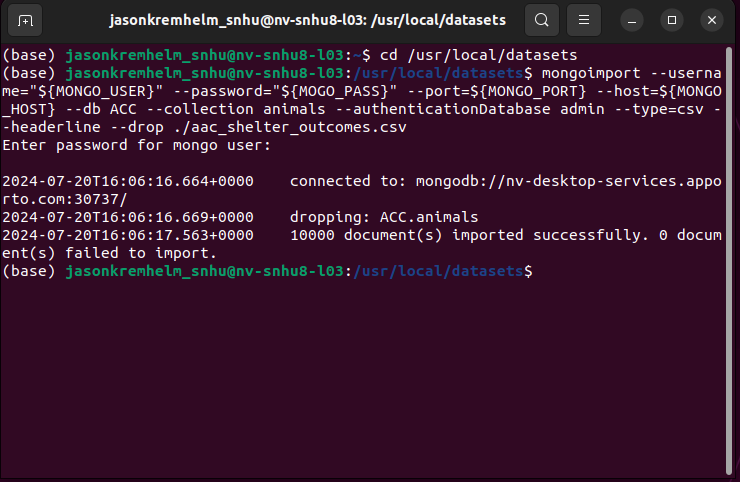 jasonkremhelm_snhu@nv-snhu8-l03: /usr/local/datasets
(base) jasonkremhelm_snhu@nv-snhu8-l03:~$ cd /usr/local/datasets
(base) jasonkremhelm_snhu@nv-snhu8-l03:/usr/local/datasets$ mongoimport --userna
me="${MONGO_USER}" --password="${MOGO_PASS}" --port=${MONGO_PORT} --host=${MONGO
_HOST} --db ACC --collection animals --authenticationDatabase admin --type=csv -
-headerline --drop ./aac_shelter_outcomes.csv
Enter password for mongo user:
2024-07-20T16:06:16.664+0000    connected to: mongodb://nv-desktop-services.appo
rto.com:30737/
2024-07-20T16:06:16.669+0000    dropping: ACC.animals
2024-07-20T16:06:17.563+0000    10000 document(s) imported successfully. 0 docum
ent(s) failed to import.
(base) jasonkremhelm_snhu@nv-snhu8-l03:/usr/local/datasets$